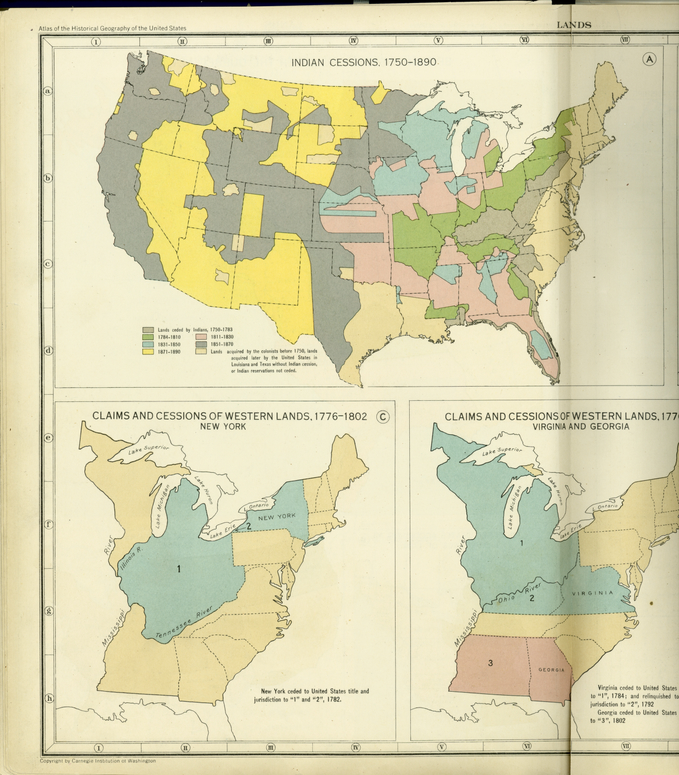 Atlas of the Historical Geography of the United States
LANDS
I II III IV V VI VII
INDIAN CESSIONS, 1750-1890
A
a
b
c
d
Lands ceded by Indians, 1750-1783
1784-1810
1811-1830
1831-1850
1851-1870
1871-1890
Lands acquired by the colonists before 1750, lands
acquired later by the United States in
Louisiana and Texas without Indian cession,
or Indian reservations not ceded.
CLAIMS AND CESSIONS OF WESTERN LANDS, 1776-1802
NEW YORK
C
Lake Superior
Lake Michigan
Lake Huron
L. Ontario
Lake Erie
NEW YORK
2
1
Illinois R.
River
Mississippi
Tennessee River
New York ceded to United States title and
jurisdiction to "1" and "2", 1782.
CLAIMS AND CESSIONS OF WESTERN LANDS, 177
VIRGINIA AND GEORGIA
Lake Superior
Lake Michigan
Lake Huron
Ontario
Lake Erie
1
River
Ohio River
2
VIRGINIA
Mississippi
3
GEORGIA
Virginia ceded to United States
to "1", 1784; and relinquished
jurisdiction to "2", 1792
Georgia ceded to United States
to "3", 1802
e
f
g
h
I II III IV V VI VII
Copyright by Carnegie Institution of Washington